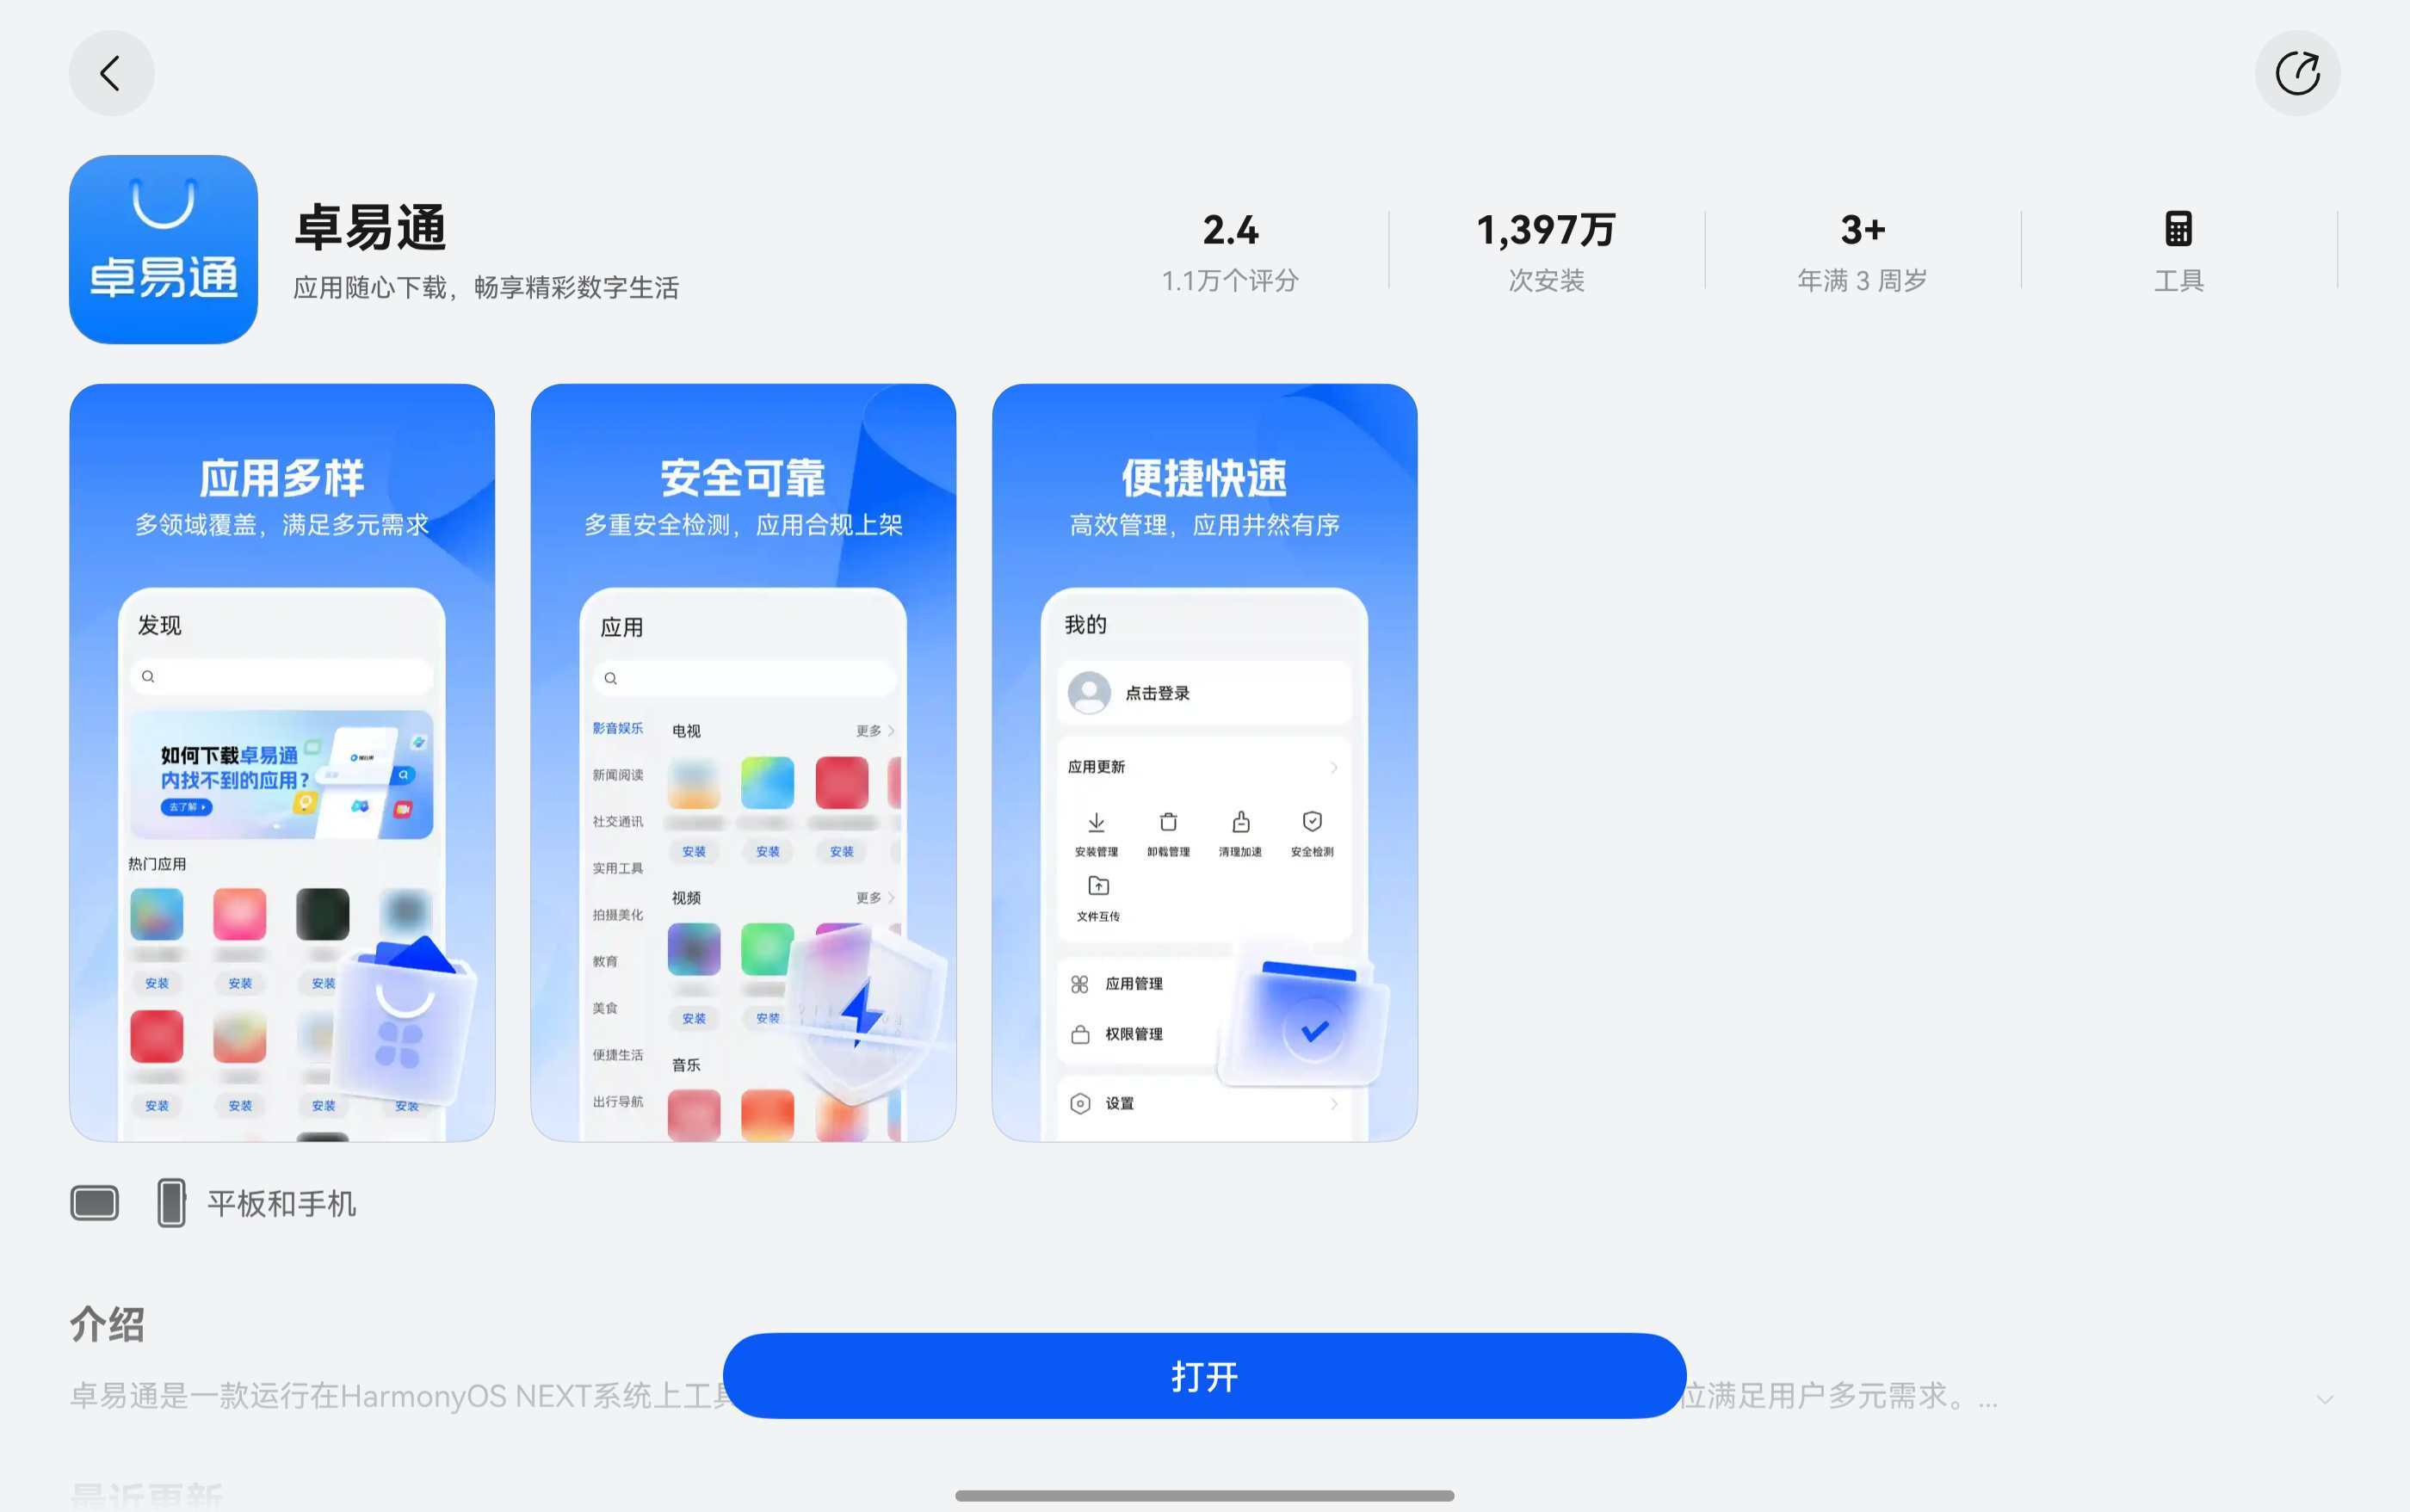 卓易通
卓易通
应用随心下载，畅享精彩数字生活
2.4
1.1万个评分
1,397万
次安装
3+
年满 3 周岁
工具
应用多样
多领域覆盖，满足多元需求
发现
如何下载卓易通
内找不到的应用？
去了解
热门应用
安装
安装
安装
安装
安装
安装
安装
安全可靠
多重安全检测，应用合规上架
应用
影音娱乐
新闻阅读
社交通讯
实用工具
拍摄美化
教育
美食
便捷生活
出行导航
电视
更多
安装
安装
安装
视频
更多
安装
安装
音乐
便捷快速
高效管理，应用井然有序
我的
点击登录
应用更新
安装管理
卸载管理
清理加速
安全检测
文件互传
应用管理
权限管理
设置
平板和手机
介绍
卓易通是一款运行在HarmonyOS NEXT系统上工具
位满足用户多元需求。...
打开
最近更新